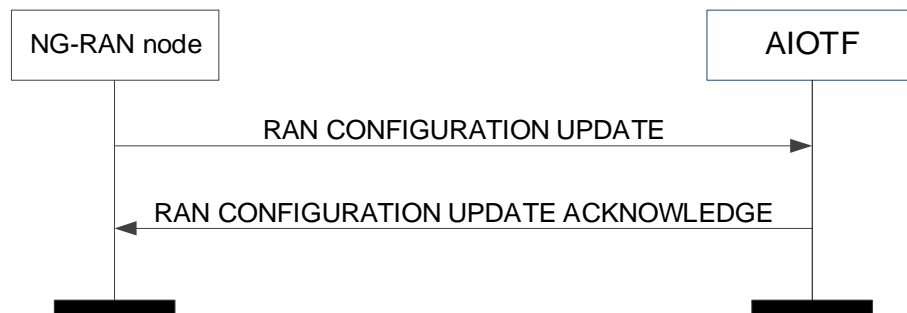 NG-RAN node
AIOTF
RAN CONFIGURATION UPDATE
RAN CONFIGURATION UPDATE ACKNOWLEDGE